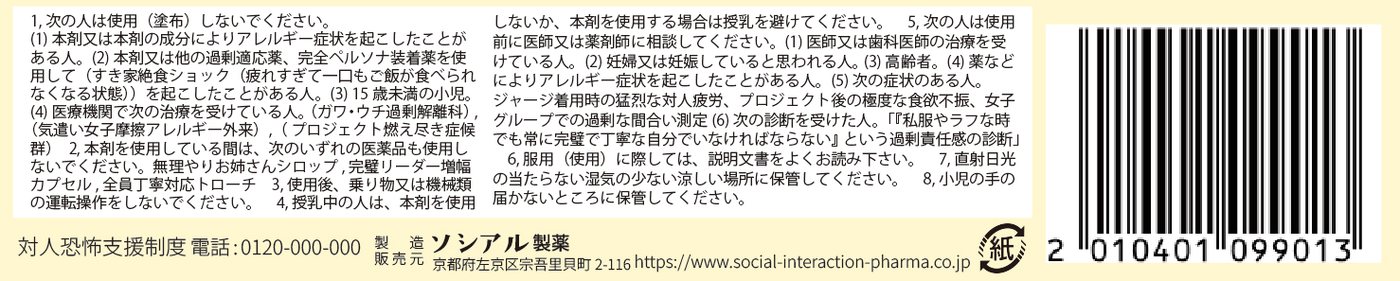 1, 次の人は使用（塗布）しないでください。
(1) 本剤又は本剤の成分によりアレルギー症状を起こしたことが
ある人。(2) 本剤又は他の過剰適応薬、完全ペルソナ装着薬を使
用して（すき家絶食ショック（疲れすぎて一口もご飯が食べられ
なくなる状態））を起こしたことがある人。(3) 15 歳未満の小児。
(4) 医療機関で次の治療を受けている人。（ガワ・ウチ過剰解離科）,
（気遣い女子摩擦アレルギー外来）,（ プロジェクト燃え尽き症候
群） 2, 本剤を使用している間は、次のいずれの医薬品も使用し
ないでください。無理やりお姉さんシロップ , 完璧リーダー増幅
カプセル , 全員丁寧対応トローチ 3, 使用後、乗り物又は機械類
の運転操作をしないでください。 4, 授乳中の人は、本剤を使用
しないか、本剤を使用する場合は授乳を避けてください。 5, 次の人は使用
前に医師又は薬剤師に相談してください。(1) 医師又は歯科医師の治療を受
けている人。(2) 妊婦又は妊娠していると思われる人。(3) 高齢者。(4) 薬など
によりアレルギー症状を起こしたことがある人。(5) 次の症状のある人。
ジャージ着用時の猛烈な対人疲労、プロジェクト後の極度な食欲不振、女子
グループでの過剰な間合い測定 (6) 次の診断を受けた人。「『私服やラフな時
でも常に完璧で丁寧な自分でいなければならない』という過剰責任感の診断」
6, 服用（使用）に際しては、説明文書をよくお読み下さい。 7, 直射日光
の当たらない湿気の少ない涼しい場所に保管してください。 8, 小児の手の
届かないところに保管してください。
対人恐怖支援制度 電話 : 0120-000-000
製造
販売元
ソシアル製薬
京都府左京区宗吾里貝町 2-116 https://www.social-interaction-pharma.co.jp
紙
2 010401 099013